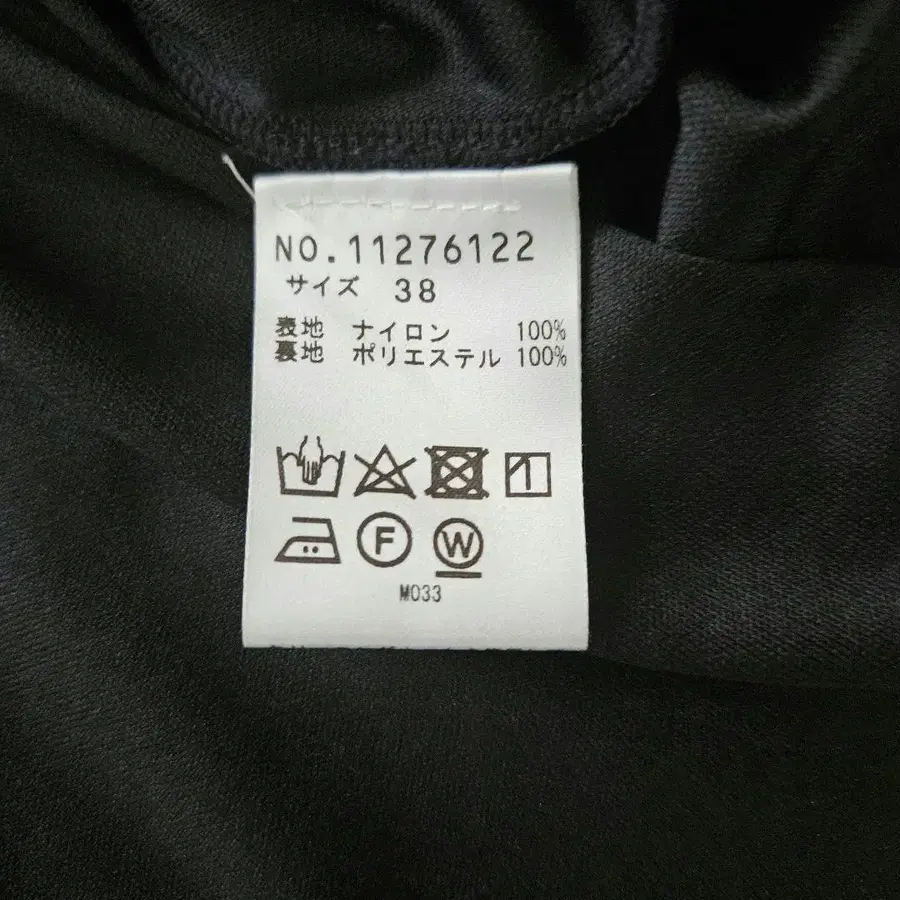 NO.11276122
サイズ 38
表地 ナイロン 100%
裏地 ポリエステル 100%
F W
M033